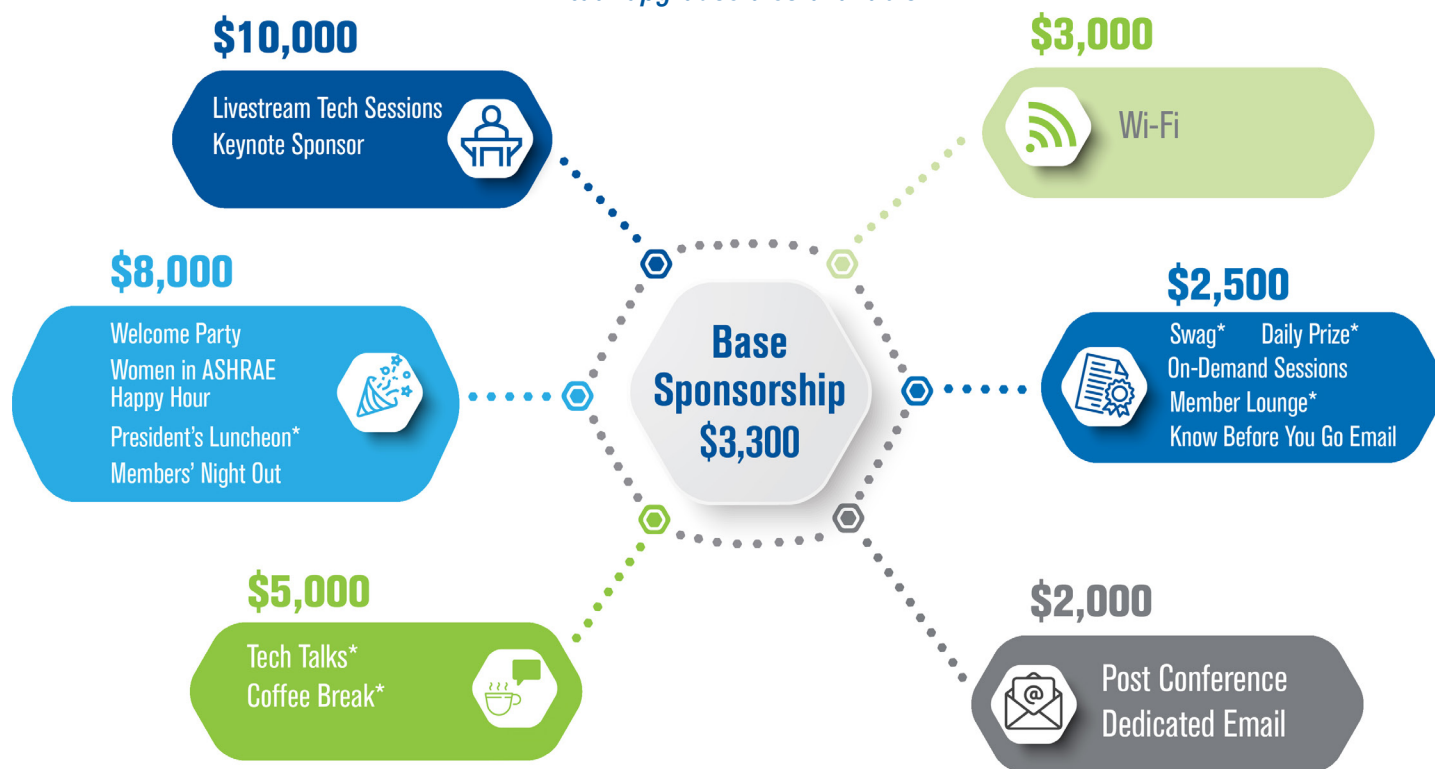 $10,000
Livestream Tech Sessions
Keynote Sponsor
$3,000
Wi-Fi
$8,000
Welcome Party
Women in ASHRAE
Happy Hour
President's Luncheon*
Members' Night Out
Base
Sponsorship
$3,300
$2,500
Swag* Daily Prize*
On-Demand Sessions
Member Lounge*
Know Before You Go Email
$5,000
Tech Talks*
Coffee Break*
$2,000
Post Conference
Dedicated Email
@